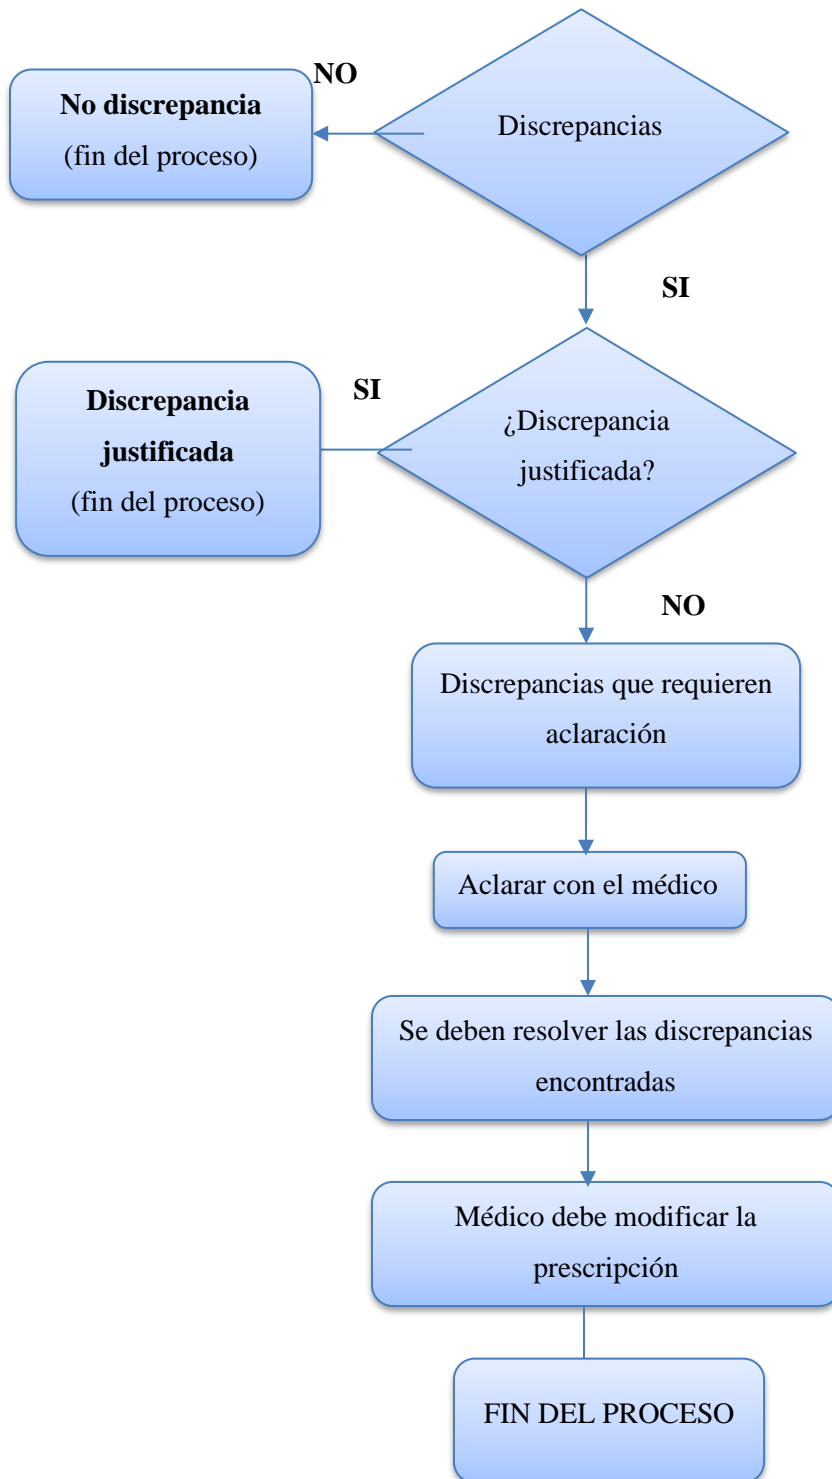 NO
No discrepancia
(fin del proceso)
Discrepancias
SI
Discrepancia
justificada
(fin del proceso)
SI
¿Discrepancia
justificada?
NO
Discrepancias que requieren
aclaración
Aclarar con el médico
Se deben resolver las discrepancias
encontradas
Médico debe modificar la
prescripción
FIN DEL PROCESO